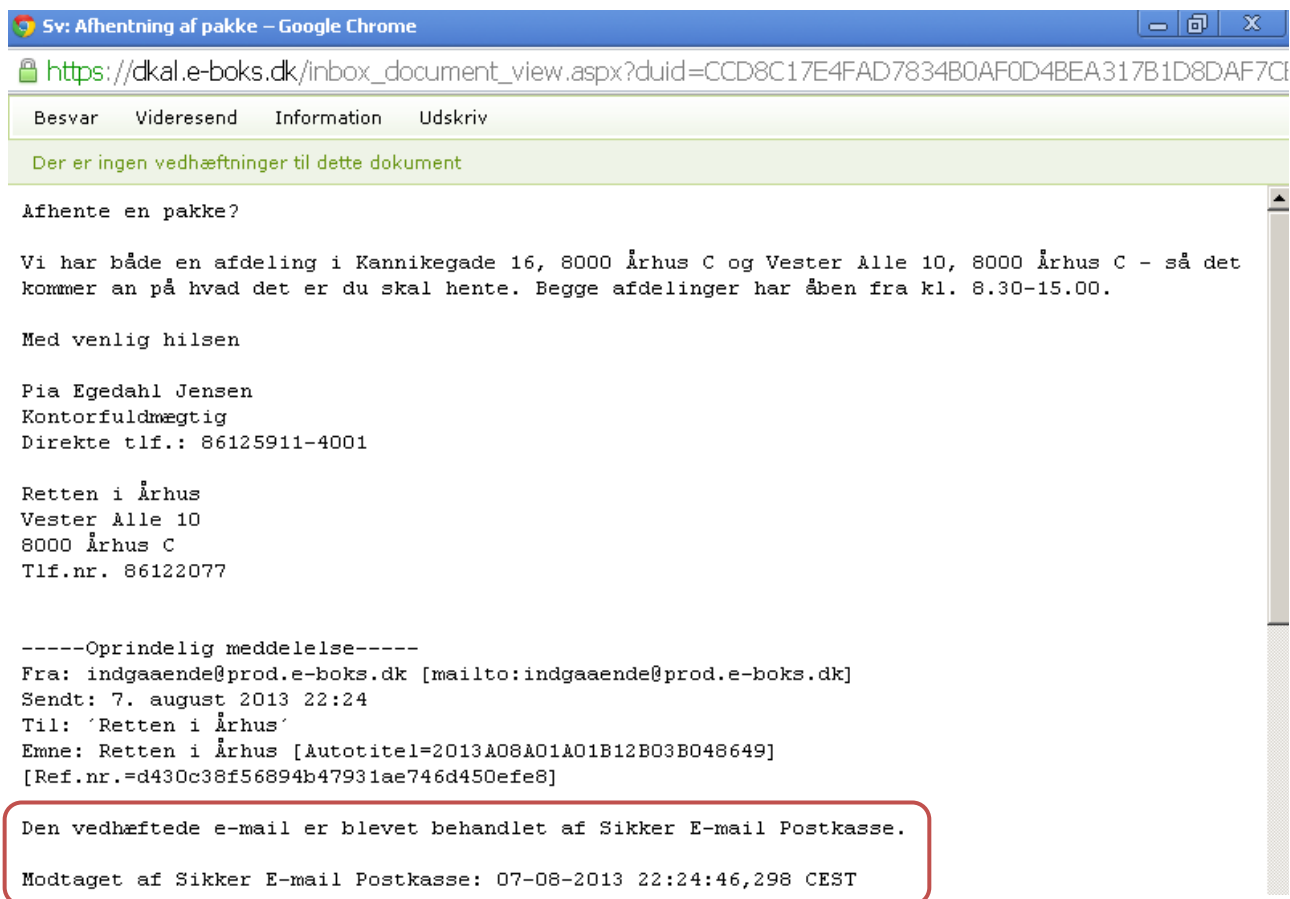 Sv: Afhentning af pakke – Google Chrome
https://dkal.e-boks.dk/inbox_document_view.aspx?duid=CCD8C17E4FAD7834B0AF0D4BEA317B1D8DAF7CE
Besvar Videresend Information Udskriv
Der er ingen vedhæftninger til dette dokument
Afhente en pakke?
Vi har både en afdeling i Kannikegade 16, 8000 Århus C og Vester Alle 10, 8000 Århus C - så det
kommer an på hvad det er du skal hente. Begge afdelinger har åben fra kl. 8.30-15.00.
Med venlig hilsen
Pia Egedahl Jensen
Kontorfuldmægtig
Direkte tlf.: 86125911-4001
Retten i Århus
Vester Alle 10
8000 Århus C
Tlf.nr. 86122077
-----Oprindelig meddelelse-----
Fra: indgaaende@prod.e-boks.dk [mailto:indgaaende@prod.e-boks.dk]
Sendt: 7. august 2013 22:24
Til: ´Retten i Århus´
Emne: Retten i Århus [Autotitel=2013A08A01A01B12B03B048649]
[Ref.nr.=d430c38f56894b47931ae746d450efe8]
Den vedhæftede e-mail er blevet behandlet af Sikker E-mail Postkasse.
Modtaget af Sikker E-mail Postkasse: 07-08-2013 22:24:46,298 CEST